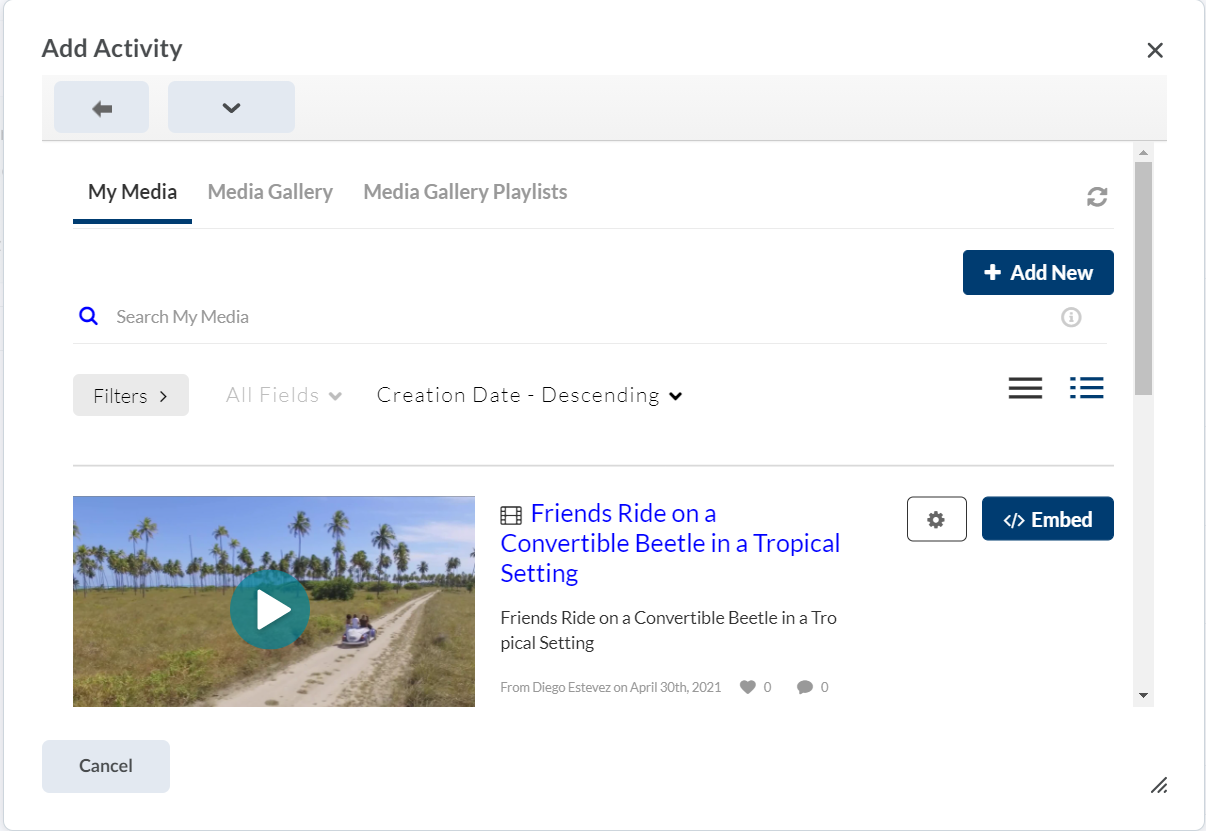 Add Activity
My Media Media Gallery Media Gallery Playlists
Add New
Search My Media
Filters All Fields Creation Date - Descending
Friends Ride on a
Convertible Beetle in a Tropical
Setting
</> Embed
Friends Ride on a Convertible Beetle in a Tro
pical Setting
From Diego Estevez on April 30th, 2021 0 0
Cancel